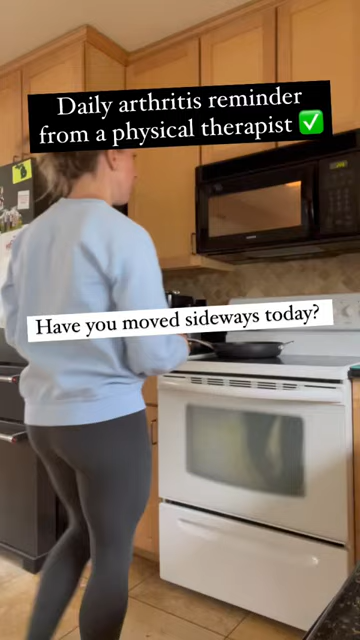 Daily arthritis reminder
from a physical therapist ✅
Have you moved sideways today?